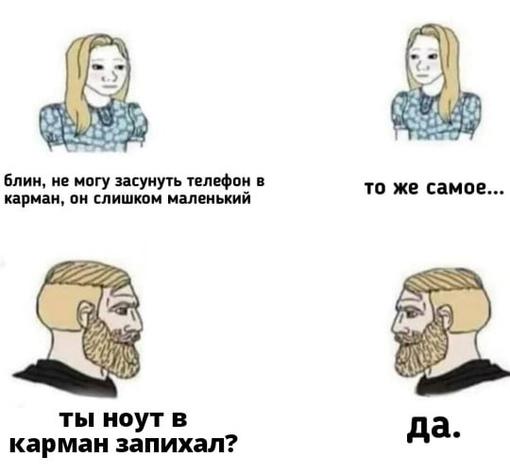 блин, не могу засунуть телефон в
карман, он слишком маленький
то же самое...
ты ноут в
карман запихал?
да.